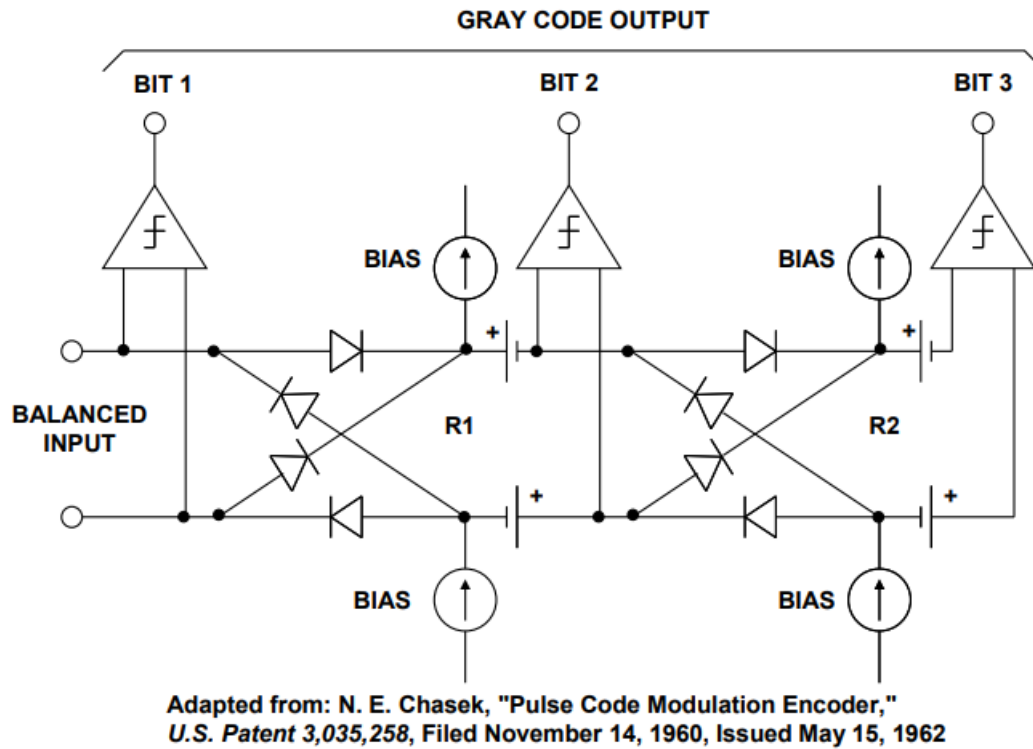 GRAY CODE OUTPUT
BIT 1
BIT 2
BIT 3
BIAS
BIAS
+
+
BALANCED
INPUT
R1
R2
+
+
BIAS
BIAS
Adapted from: N. E. Chasek, "Pulse Code Modulation Encoder,"
U.S. Patent 3,035,258, Filed November 14, 1960, Issued May 15, 1962